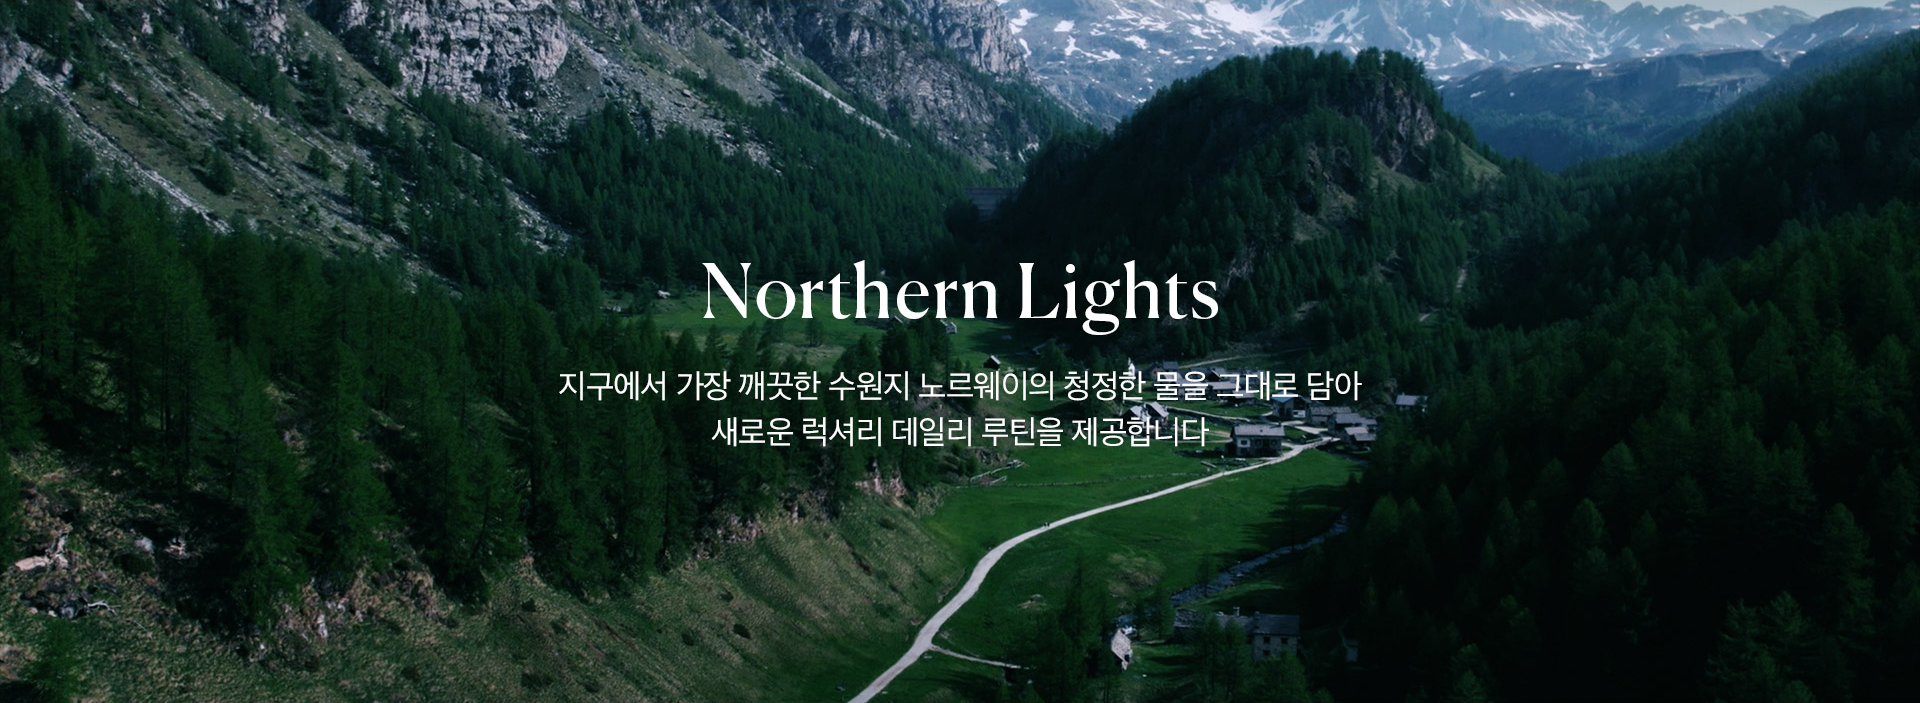 Northern Lights
지구에서 가장 깨끗한 수원지 노르웨이의 청정한 물을 그대로 담아
새로운 럭셔리 데일리 루틴을 제공합니다